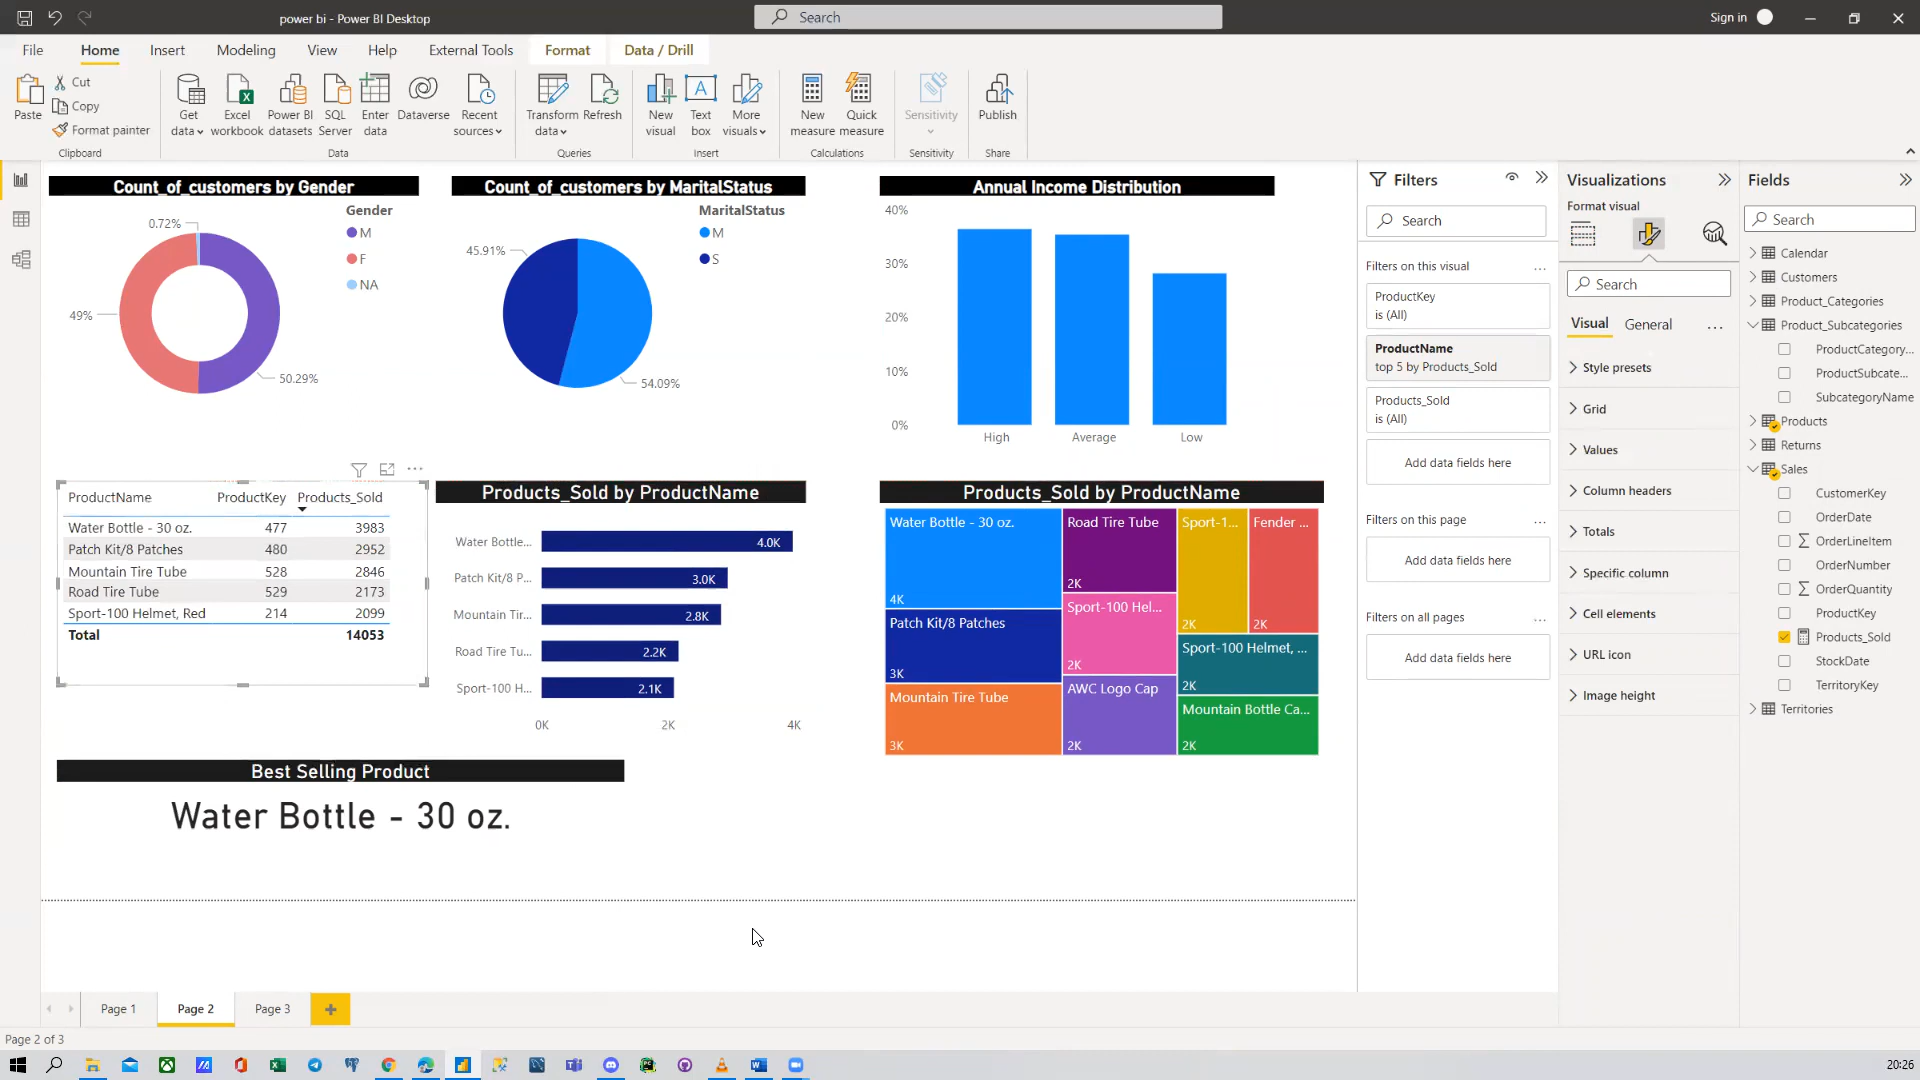 power bi - Power BI Desktop
Search
Sign in
File
Home
Insert
Modeling
View
Help
External Tools
Format
Data / Drill
Paste
Cut
Copy
Format painter
Clipboard
Get data
Excel workbook
Power BI datasets
SQL Server
Enter data
Dataverse
Recent sources
Data
Transform data
Refresh
Queries
New visual
Text box
More visuals
Insert
New measure
Quick measure
Calculations
Sensitivity
Sensitivity
Publish
Share
Count_of_customers by Gender
0.72%
49%
50.29%
Gender
M
F
NA
Count_of_customers by MaritalStatus
45.91%
54.09%
MaritalStatus
M
S
Annual Income Distribution
40%
30%
20%
10%
0%
High
Average
Low
ProductName ProductKey Products_Sold
Water Bottle - 30 oz. 477 3983
Patch Kit/8 Patches 480 2952
Mountain Tire Tube 528 2846
Road Tire Tube 529 2173
Sport-100 Helmet, Red 214 2099
Total 14053
Products_Sold by ProductName
Water Bottle... 4.0K
Patch Kit/8 P... 3.0K
Mountain Tir... 2.8K
Road Tire Tu... 2.2K
Sport-100 H... 2.1K
0K 2K 4K
Products_Sold by ProductName
Water Bottle - 30 oz.
4K
Patch Kit/8 Patches
3K
Mountain Tire Tube
3K
Road Tire Tube
2K
Sport-100 Hel...
2K
AWC Logo Cap
2K
Sport-1...
2K
Fender ...
2K
Sport-100 Helmet, ...
2K
Mountain Bottle Ca...
2K
Best Selling Product
Water Bottle - 30 oz.
Filters
Search
Filters on this visual
ProductKey
is (All)
ProductName
top 5 by Products_Sold
Products_Sold
is (All)
Add data fields here
Filters on this page
Add data fields here
Filters on all pages
Add data fields here
Visualizations
Format visual
Search
Visual
General
Style presets
Grid
Values
Column headers
Totals
Specific column
Cell elements
URL icon
Image height
Fields
Search
Calendar
Customers
Product_Categories
Product_Subcategories
ProductCategory...
ProductSubcate...
SubcategoryName
Products
Returns
Sales
CustomerKey
OrderDate
OrderLineItem
OrderNumber
OrderQuantity
ProductKey
Products_Sold
StockDate
TerritoryKey
Territories
Page 1
Page 2
Page 3
Page 2 of 3
20:26